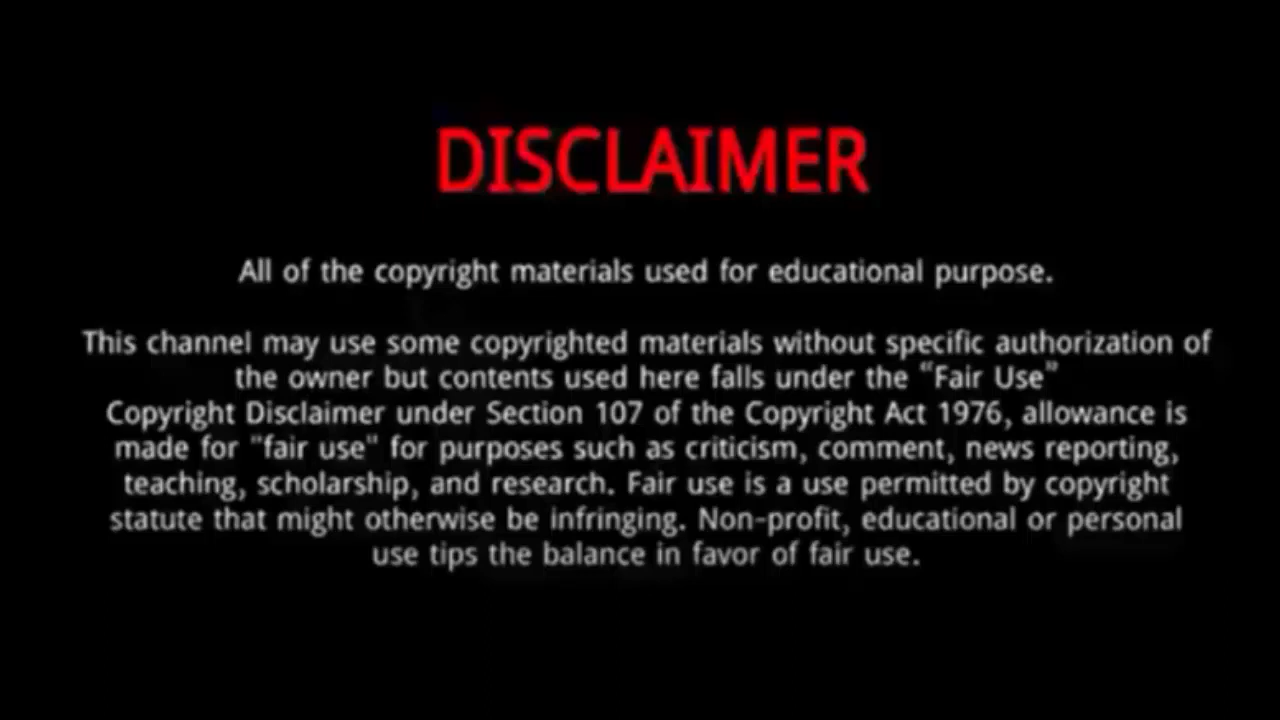 DISCLAIMER
All of the copyright materials used for educational purpose.
This channel may use some copyrighted materials without specific authorization of
the owner but contents used here falls under the “Fair Use”
Copyright Disclaimer under Section 107 of the Copyright Act 1976, allowance is
made for "fair use" for purposes such as criticism, comment, news reporting,
teaching, scholarship, and research. Fair use is a use permitted by copyright
statute that might otherwise be infringing. Non-profit, educational or personal
use tips the balance in favor of fair use.